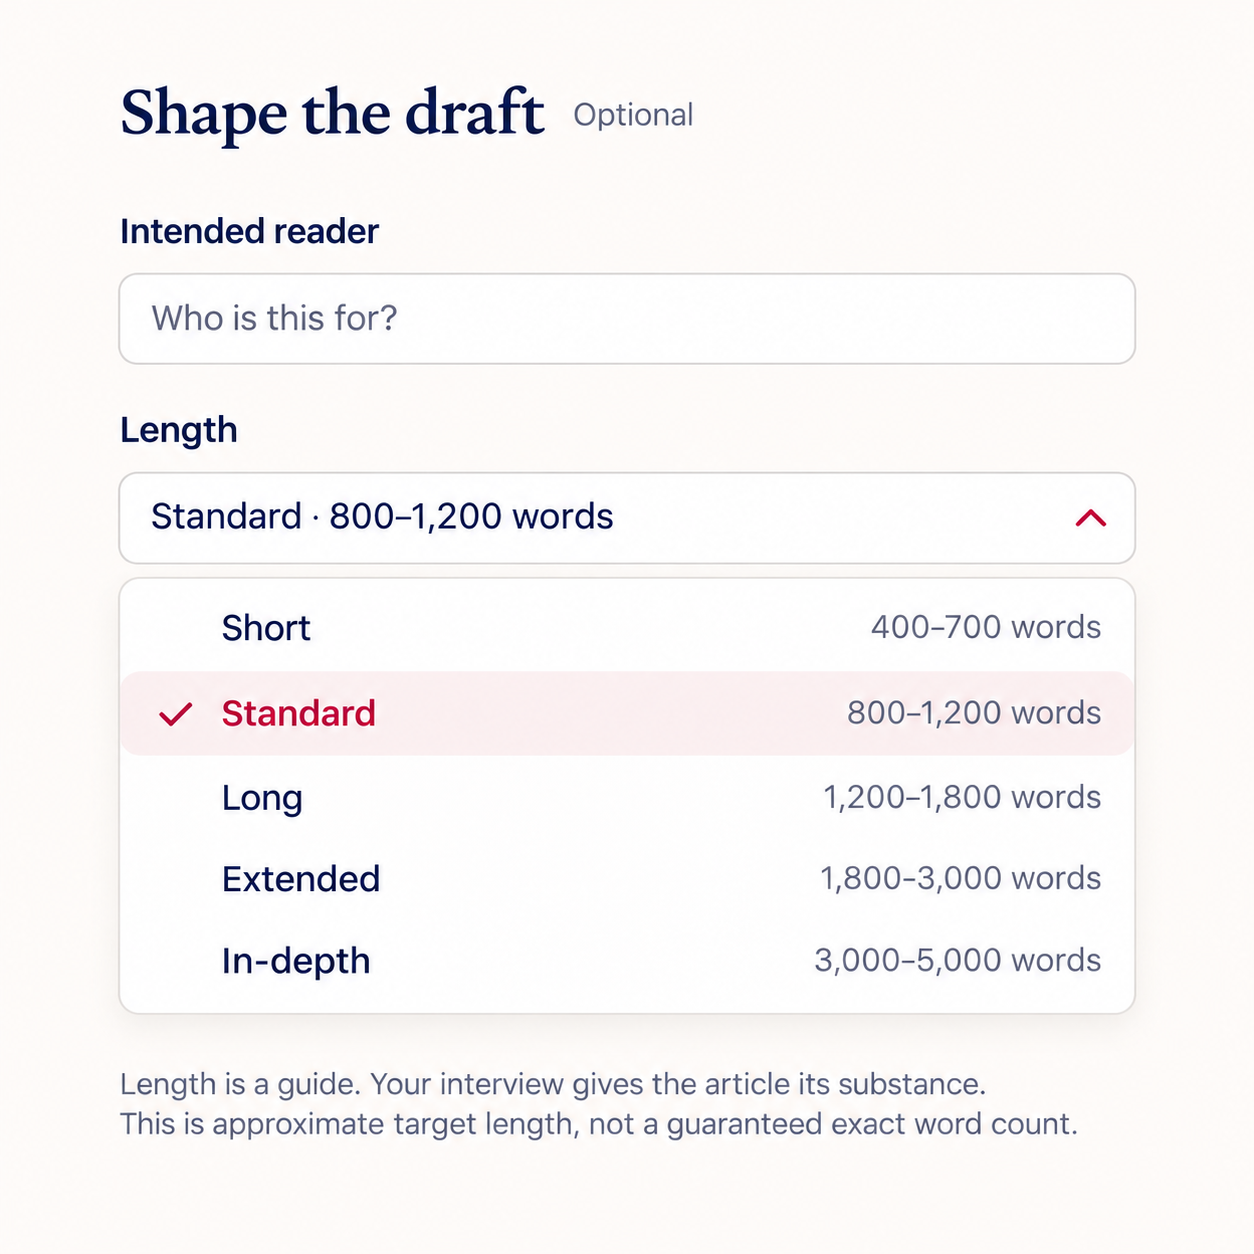 Shape the draft Optional
Intended reader
Who is this for?
Length
Standard · 800–1,200 words
Short 400–700 words
Standard 800–1,200 words
Long 1,200–1,800 words
Extended 1,800–3,000 words
In-depth 3,000–5,000 words
Length is a guide. Your interview gives the article its substance.
This is approximate target length, not a guaranteed exact word count.